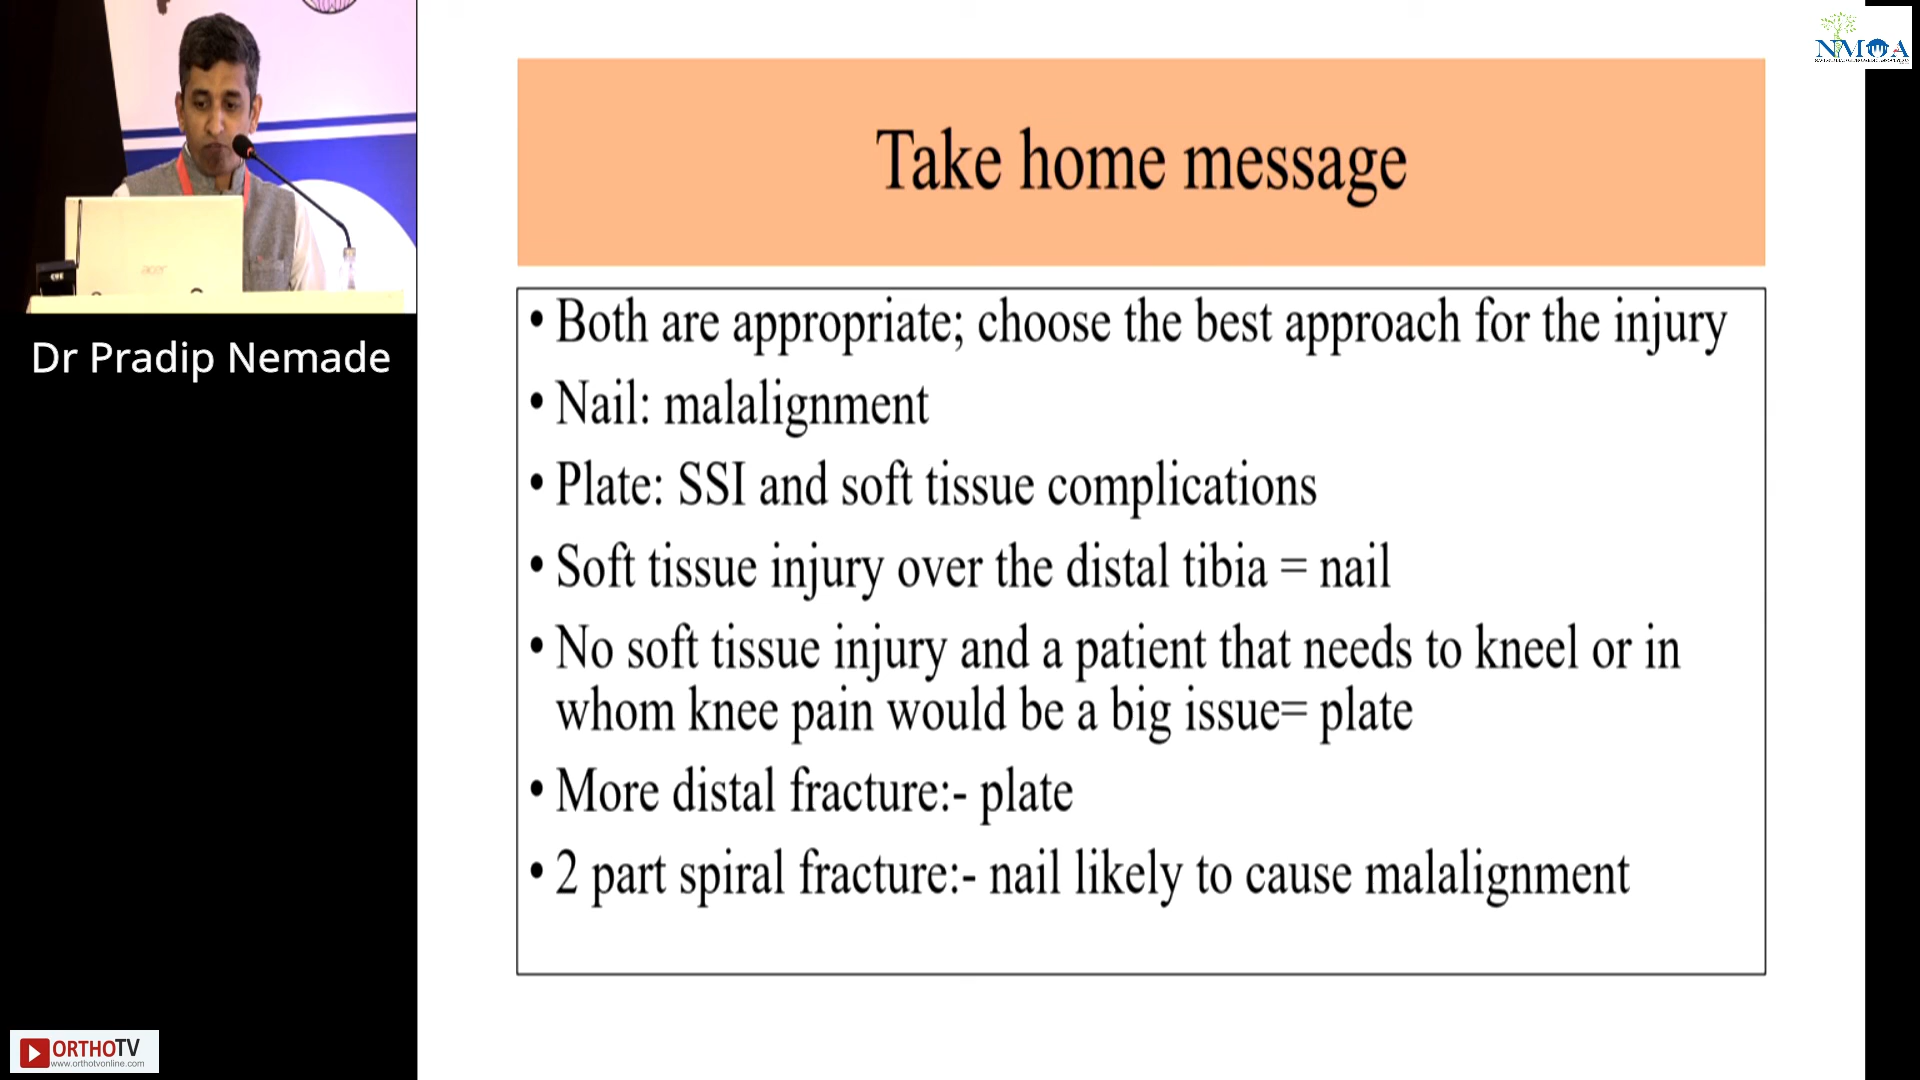 NMOA
Take home message
• Both are appropriate; choose the best approach for the injury
• Nail: malalignment
• Plate: SSI and soft tissue complications
• Soft tissue injury over the distal tibia = nail
• No soft tissue injury and a patient that needs to kneel or in
whom knee pain would be a big issue= plate
• More distal fracture:- plate
• 2 part spiral fracture:- nail likely to cause malalignment
acer
Dr Pradip Nemade
ORTHOTV
www.orthotvonline.com